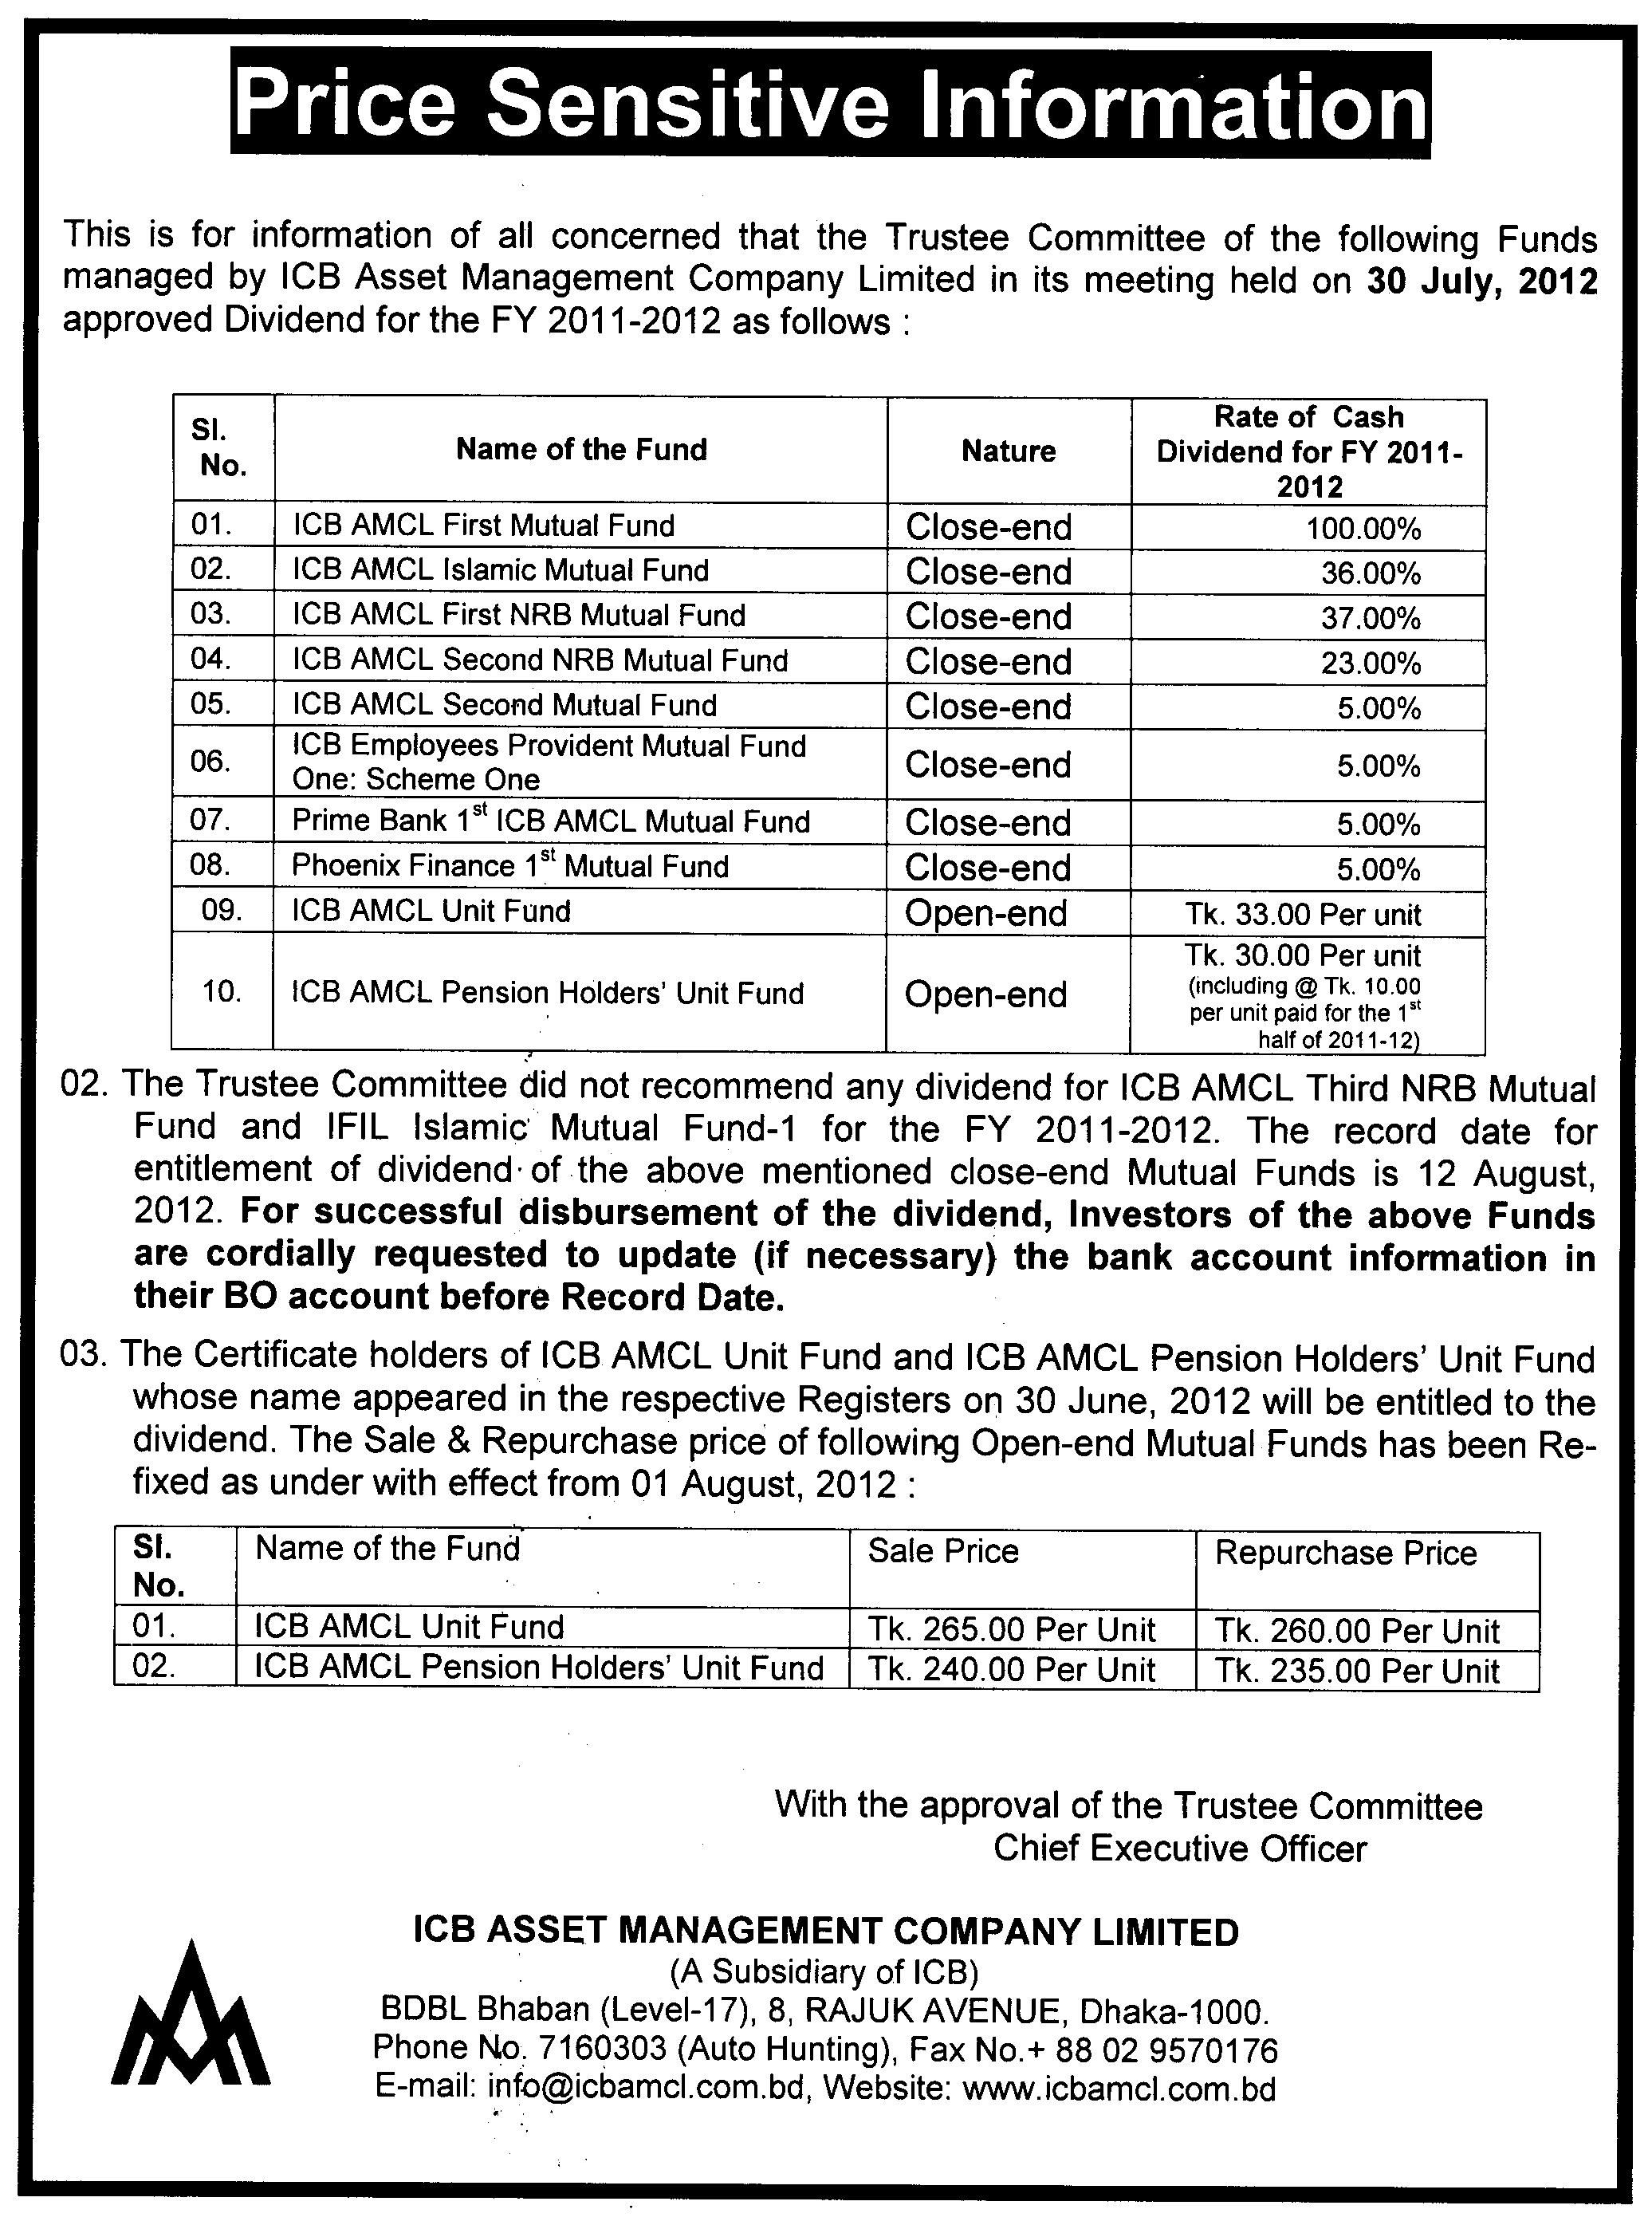 Price Sensitive Information
This is for information of all concerned that the Trustee Committee of the following Funds
managed by ICB Asset Management Company Limited in its meeting held on 30 July, 2012
approved Dividend for the FY 2011-2012 as follows :
Sl. No. Name of the Fund Nature Rate of Cash Dividend for FY 2011-2012
01. ICB AMCL First Mutual Fund Close-end 100.00%
02. ICB AMCL Islamic Mutual Fund Close-end 36.00%
03. ICB AMCL First NRB Mutual Fund Close-end 37.00%
04. ICB AMCL Second NRB Mutual Fund Close-end 23.00%
05. ICB AMCL Second Mutual Fund Close-end 5.00%
06. ICB Employees Provident Mutual Fund One: Scheme One Close-end 5.00%
07. Prime Bank 1st ICB AMCL Mutual Fund Close-end 5.00%
08. Phoenix Finance 1st Mutual Fund Close-end 5.00%
09. ICB AMCL Unit Fund Open-end Tk. 33.00 Per unit
10. ICB AMCL Pension Holders' Unit Fund Open-end Tk. 30.00 Per unit
(including @ Tk. 10.00
per unit paid for the 1st
half of 2011-12)
02. The Trustee Committee did not recommend any dividend for ICB AMCL Third NRB Mutual
Fund and IFIL Islamic Mutual Fund-1 for the FY 2011-2012. The record date for
entitlement of dividend of the above mentioned close-end Mutual Funds is 12 August,
2012. For successful disbursement of the dividend, Investors of the above Funds
are cordially requested to update (if necessary) the bank account information in
their BO account before Record Date.
03. The Certificate holders of ICB AMCL Unit Fund and ICB AMCL Pension Holders' Unit Fund
whose name appeared in the respective Registers on 30 June, 2012 will be entitled to the
dividend. The Sale & Repurchase price of following Open-end Mutual Funds has been Re-
fixed as under with effect from 01 August, 2012 :
Sl. No. Name of the Fund Sale Price Repurchase Price
01. ICB AMCL Unit Fund Tk. 265.00 Per Unit Tk. 260.00 Per Unit
02. ICB AMCL Pension Holders' Unit Fund Tk. 240.00 Per Unit Tk. 235.00 Per Unit
With the approval of the Trustee Committee
Chief Executive Officer
ICB ASSET MANAGEMENT COMPANY LIMITED
(A Subsidiary of ICB)
BDBL Bhaban (Level-17), 8, RAJUK AVENUE, Dhaka-1000.
Phone No. 7160303 (Auto Hunting), Fax No.+ 88 02 9570176
E-mail: info@icbamcl.com.bd, Website: www.icbamcl.com.bd